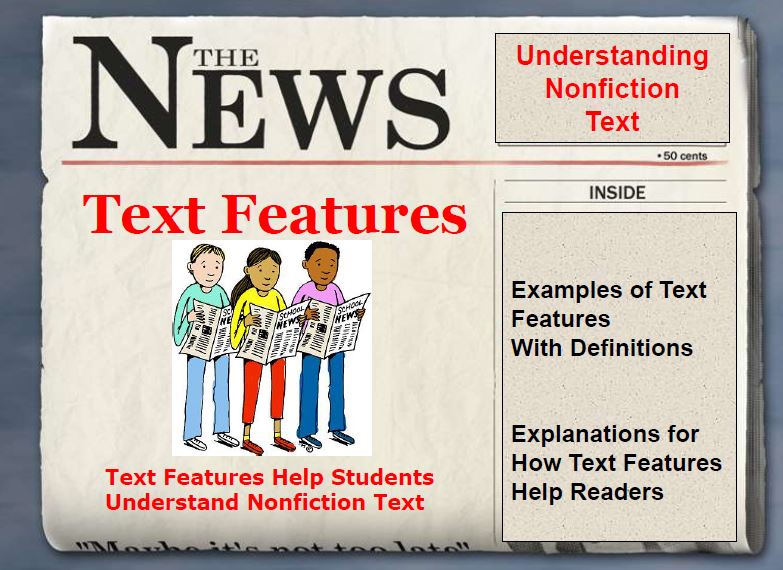 THE
NEWS
Understanding
Nonfiction
Text
• 50 cents
Text Features
INSIDE
SCHOOL
NEWS
SCHOOL
NEWS
Examples of Text
Features
With Definitions
Explanations for
How Text Features
Help Readers
Text Features Help Students
Understand Nonfiction Text
"Maybe it's not too late"